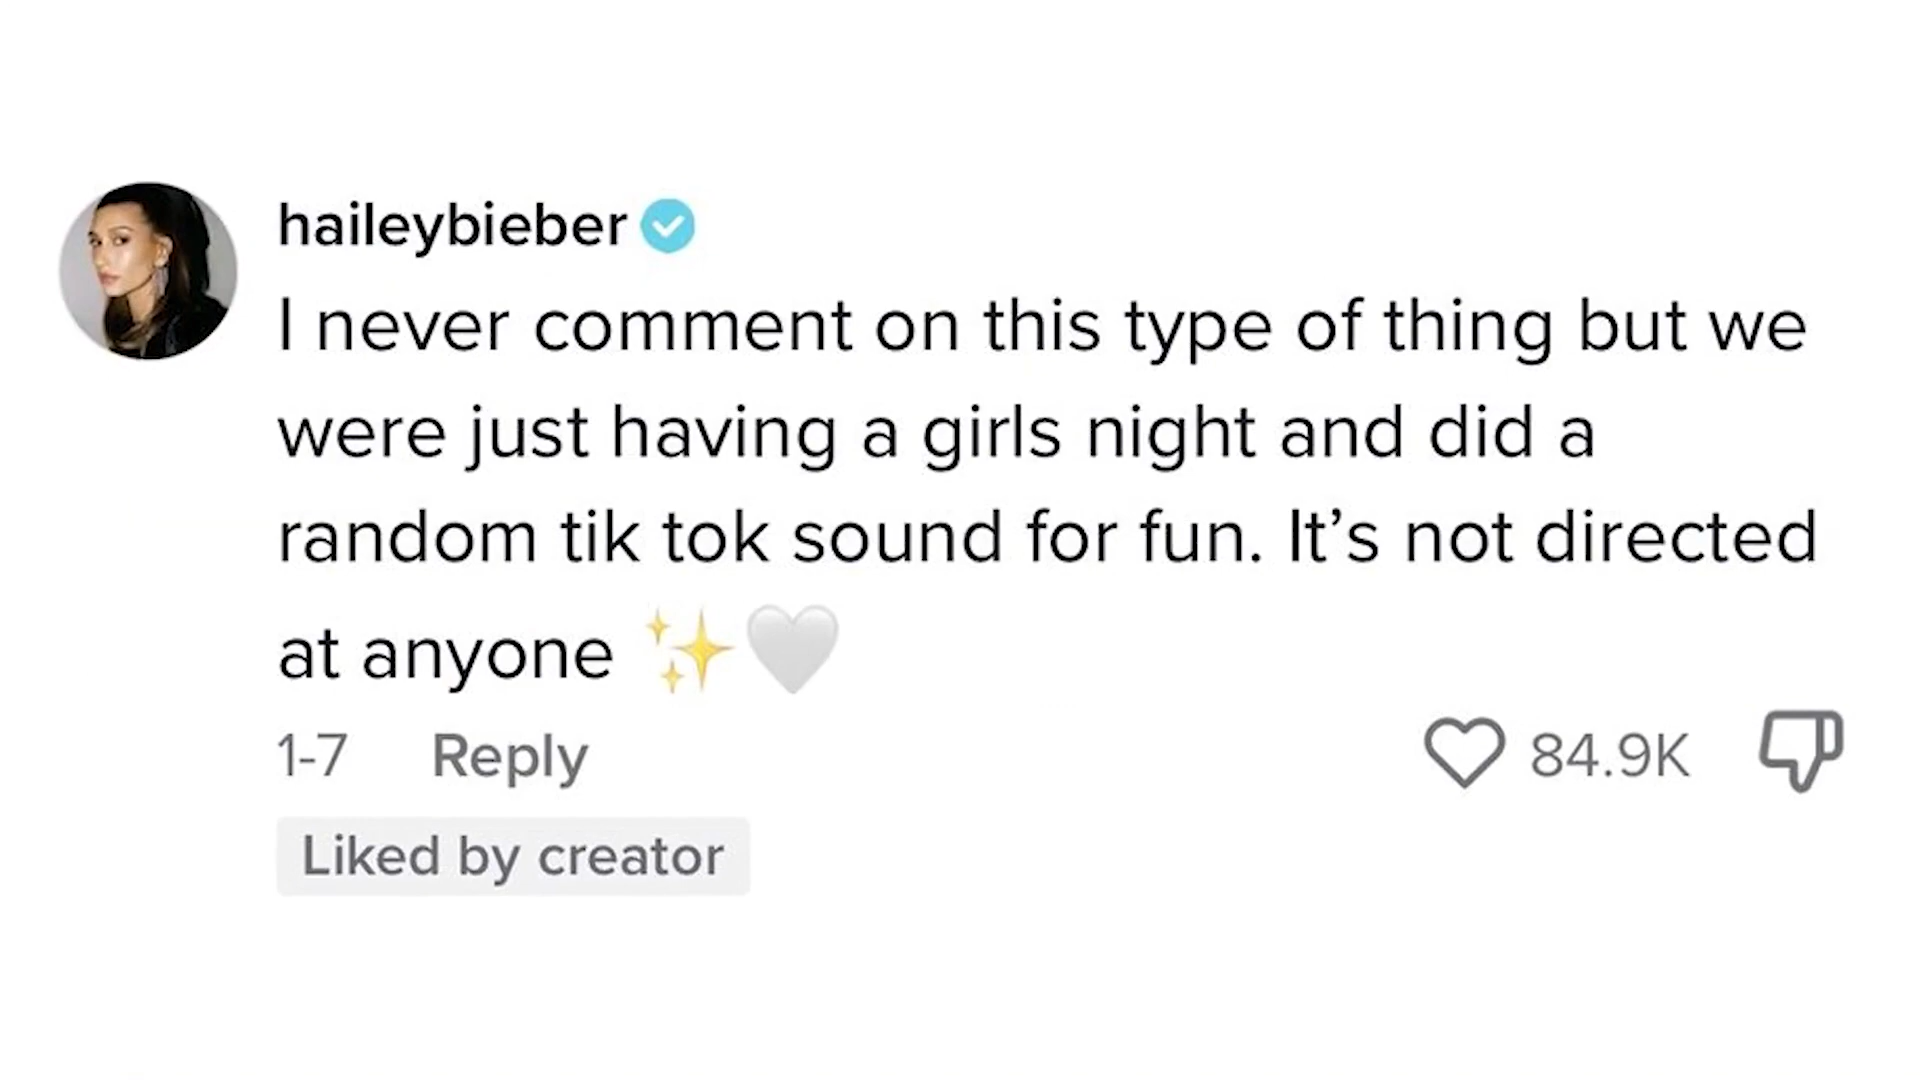 haileybieber
I never comment on this type of thing but we
were just having a girls night and did a
random tik tok sound for fun. It’s not directed
at anyone ✨🤍
1-7 Reply 84.9K
Liked by creator